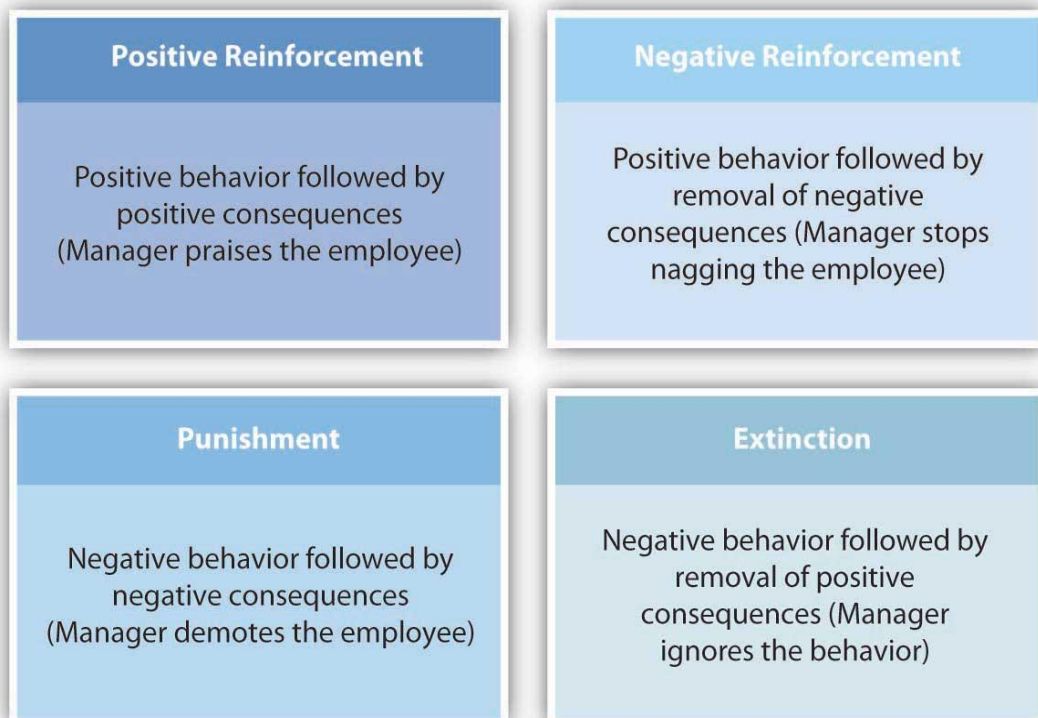 Positive Reinforcement
Positive behavior followed by
positive consequences
(Manager praises the employee)
Negative Reinforcement
Positive behavior followed by
removal of negative
consequences (Manager stops
nagging the employee)
Punishment
Negative behavior followed by
negative consequences
(Manager demotes the employee)
Extinction
Negative behavior followed by
removal of positive
consequences (Manager
ignores the behavior)